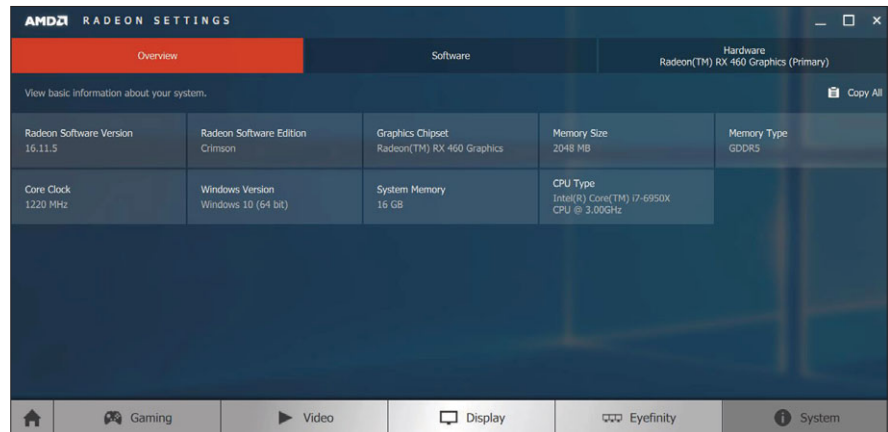 AMD RADEON SETTINGS
Overview
Software
Hardware
Radeon(TM) RX 460 Graphics (Primary)
View basic information about your system.
Copy All
Radeon Software Version
16.11.5
Radeon Software Edition
Crimson
Graphics Chipset
Radeon(TM) RX 460 Graphics
Memory Size
2048 MB
Memory Type
GDDR5
Core Clock
1220 MHz
Windows Version
Windows 10 (64 bit)
System Memory
16 GB
CPU Type
Intel(R) Core(TM) i7-6950X
CPU @ 3.00GHz
Gaming
Video
Display
Eyefinity
System